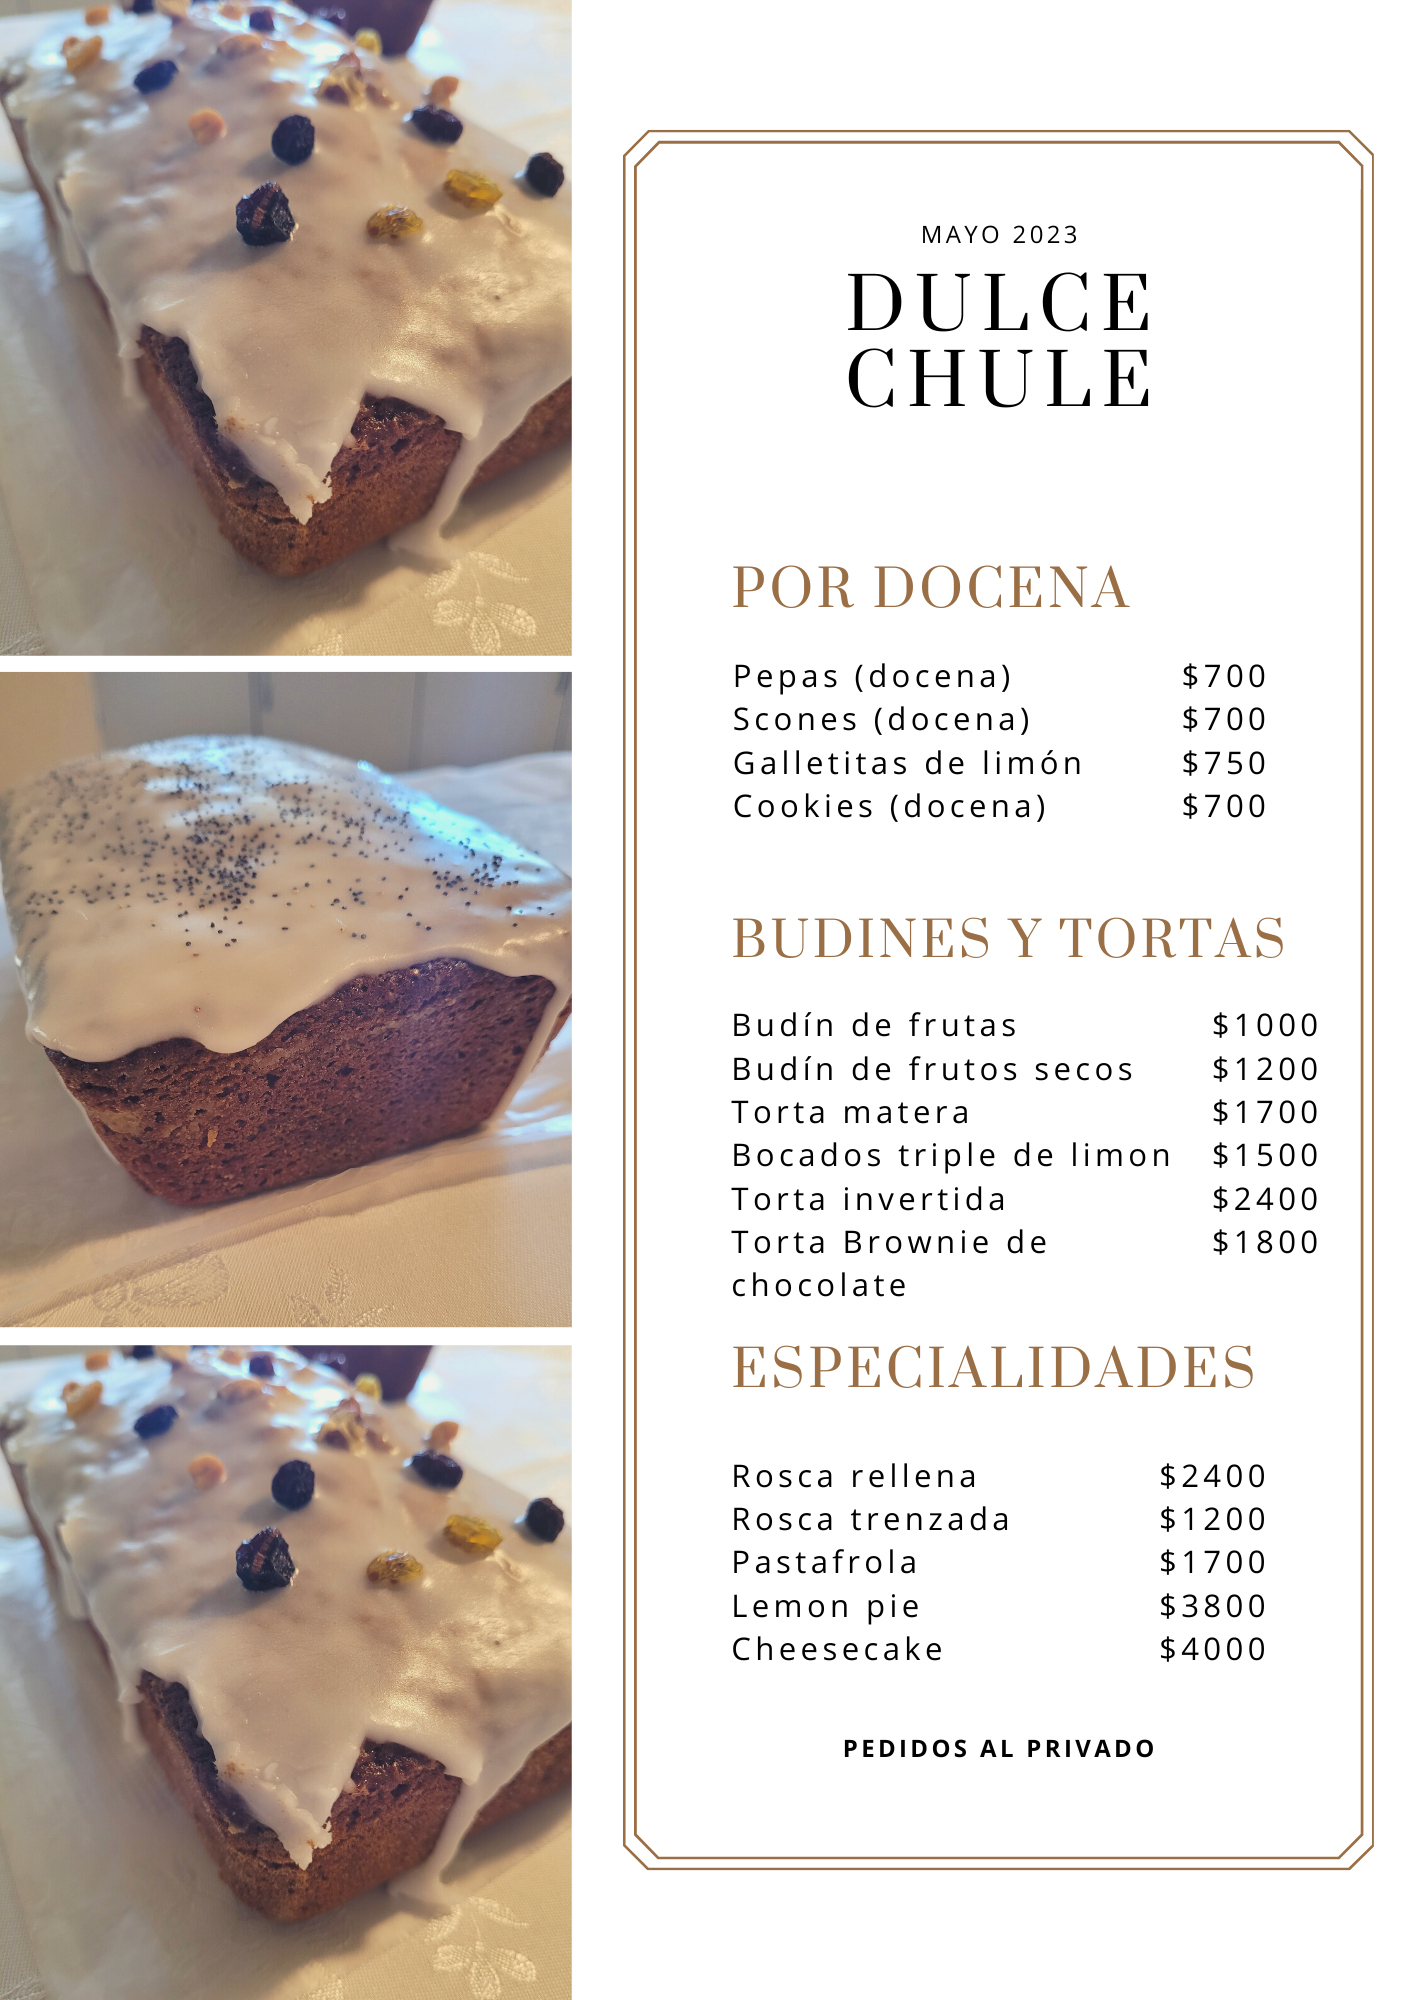 MAYO 2023
DULCE
CHULE
POR DOCENA
Pepas (docena) $700
Scones (docena) $700
Galletitas de limón $750
Cookies (docena) $700
BUDINES Y TORTAS
Budín de frutas $1000
Budín de frutos secos $1200
Torta matera $1700
Bocados triple de limon $1500
Torta invertida $2400
Torta Brownie de $1800
chocolate
ESPECIALIDADES
Rosca rellena $2400
Rosca trenzada $1200
Pastafrola $1700
Lemon pie $3800
Cheesecake $4000
PEDIDOS AL PRIVADO